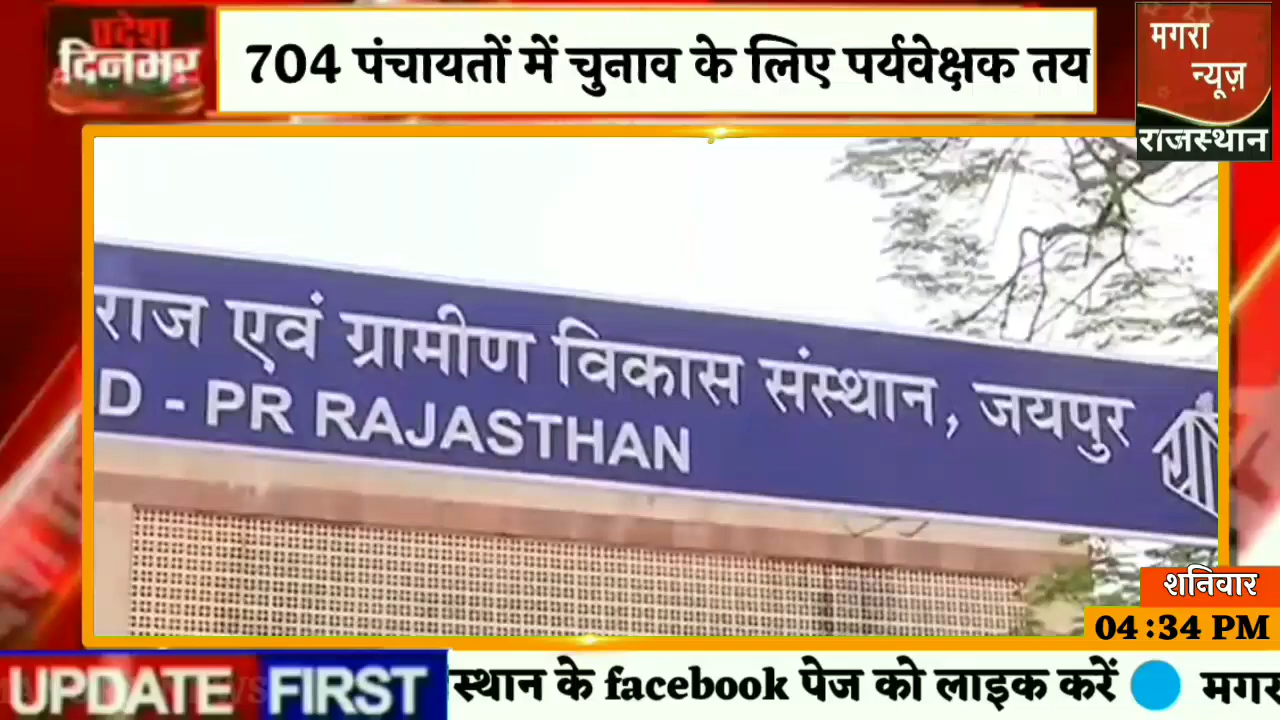 प्रदेश
दिनभर
704 पंचायतों में चुनाव के लिए पर्यवेक्षक तय
मगरा
न्यूज़
राजस्थान
राज एवं ग्रामीण विकास संस्थान, जयपुर
D - PR RAJASTHAN
शनिवार
04:34 PM
UPDATE FIRST
स्थान के facebook पेज को लाइक करें
मगरा